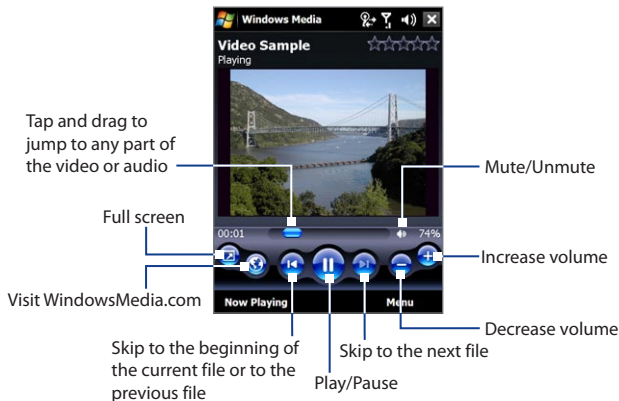 Windows Media
Video Sample
Playing
Tap and drag to
jump to any part of
the video or audio
Mute/Unmute
Full screen
00:01
74%
Increase volume
Visit WindowsMedia.com
Now Playing
Menu
Decrease volume
Skip to the beginning of
the current file or to the
previous file
Skip to the next file
Play/Pause